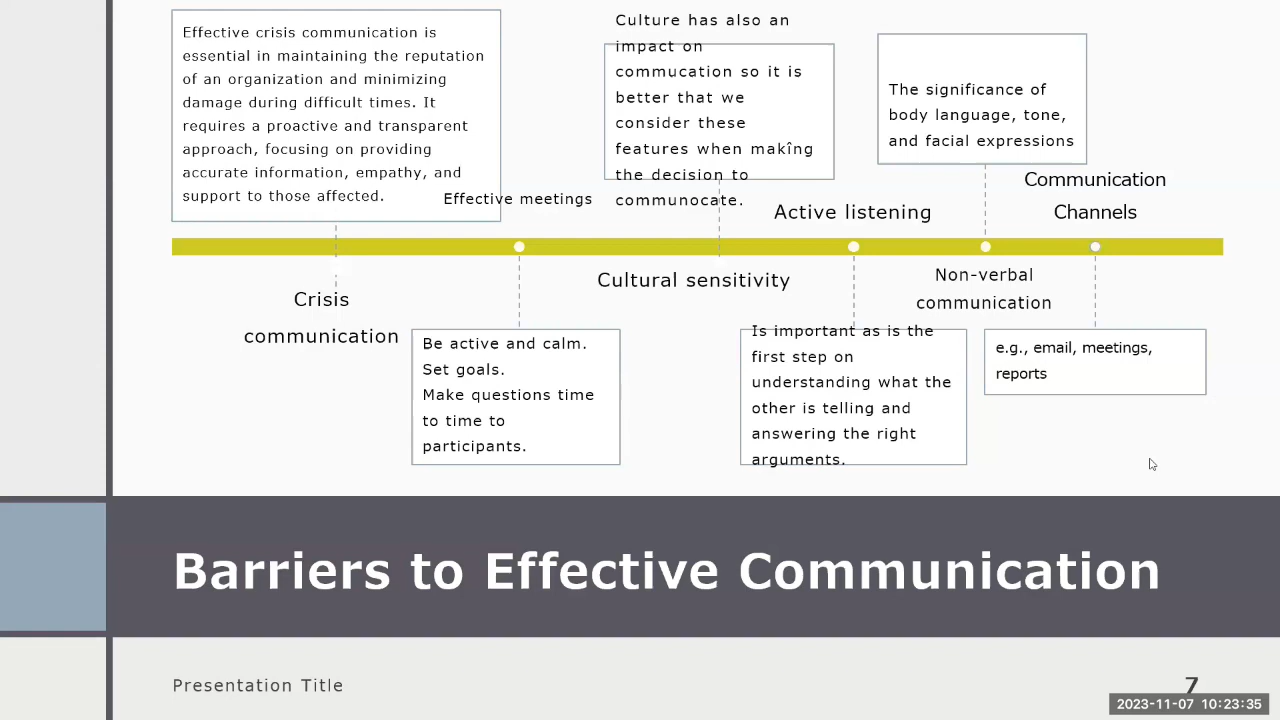 Effective crisis communication is
essential in maintaining the reputation
of an organization and minimizing
damage during difficult times. It
requires a proactive and transparent
approach, focusing on providing
accurate information, empathy, and
support to those affected.
Effective meetings
Culture has also an
impact on
commucation so it is
better that we
consider these
features when makîng
the decision to
communocate.
The significance of
body language, tone,
and facial expressions
Active listening
Communication
Channels
Crisis
communication
Cultural sensitivity
Non-verbal
communication
Be active and calm.
Set goals.
Make questions time
to time to
participants.
Is important as is the
first step on
understanding what the
other is telling and
answering the right
arguments.
e.g., email, meetings,
reports
Barriers to Effective Communication
Presentation Title
7
2023-11-07 10:23:35